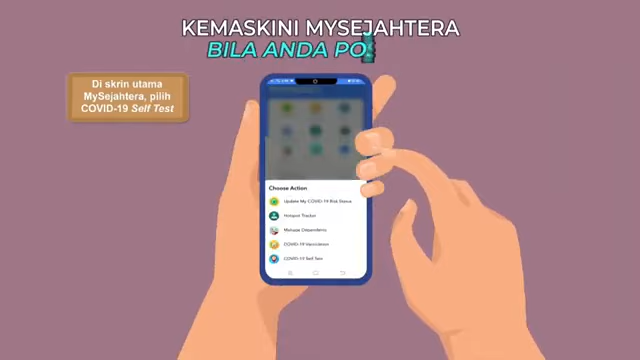 KEMASKINI MYSEJAHTERA
BILA ANDA PO
Di skrin utama
MySejahtera, pilih
COVID-19 Self Test
Choose Action
Update My COVID-19 Risk Status
Hotspot Tracker
Manage Dependents
COVID-19 Vaccination
COVID-19 Self Test